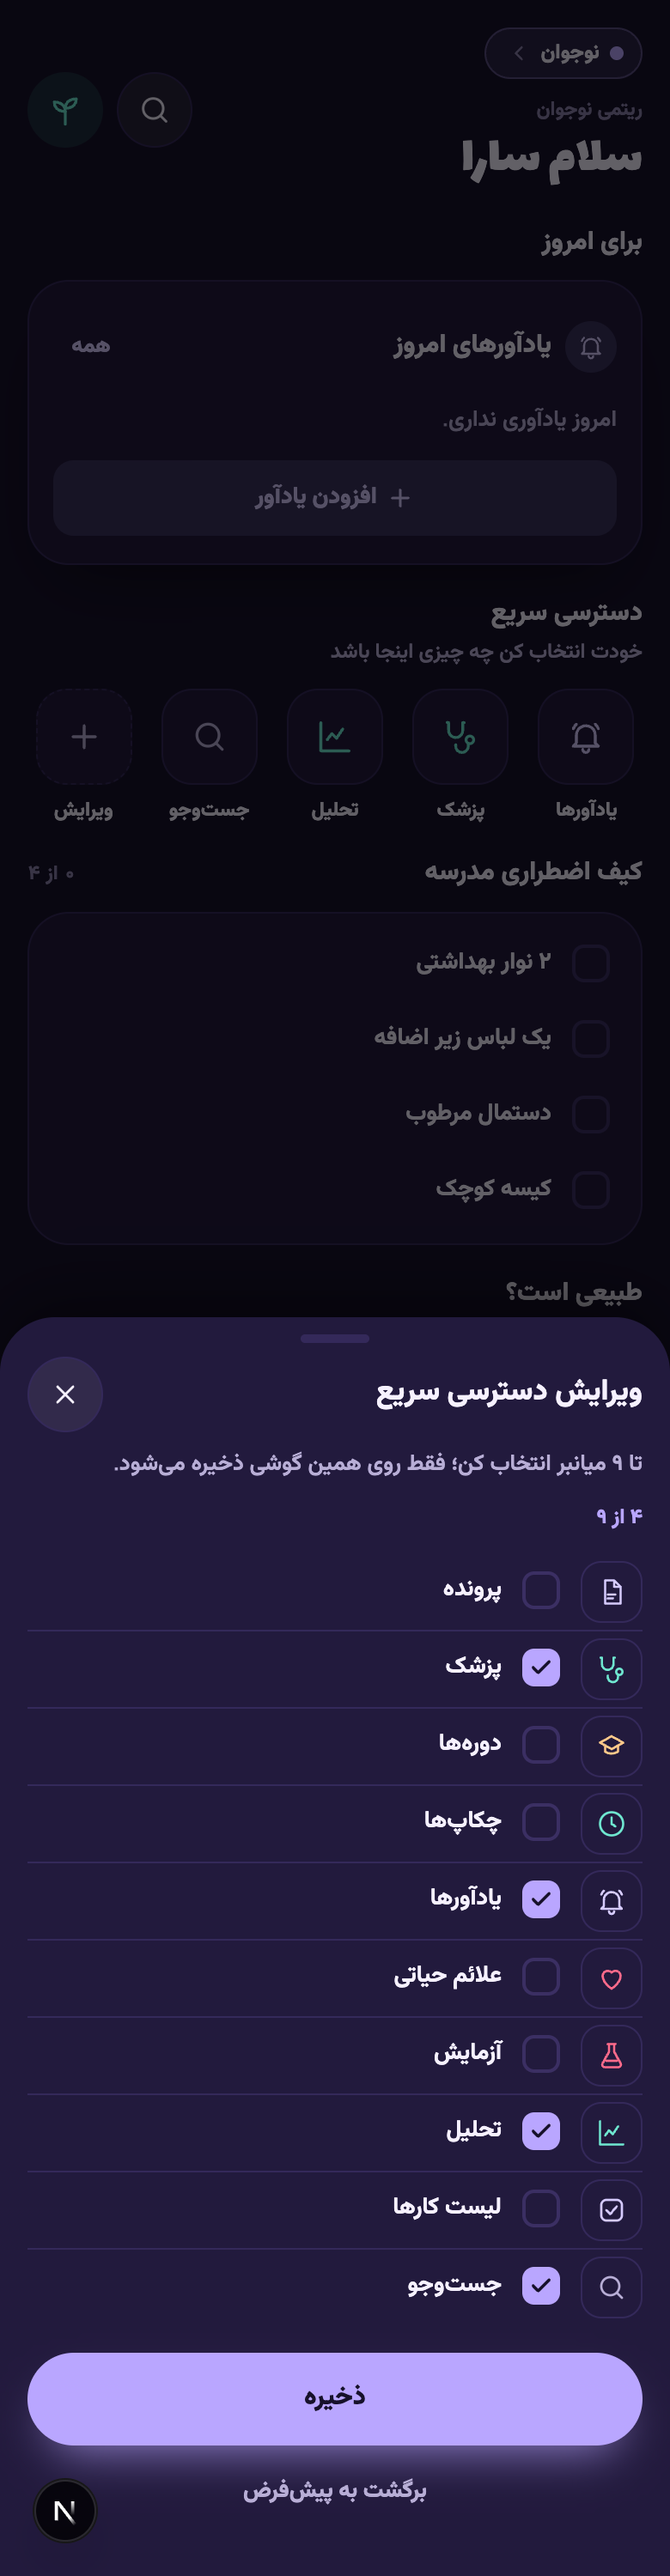 نوجوان
ریتمی نوجوان
سلام سارا
برای امروز
یادآورهای امروز
همه
امروز یادآوری نداری.
افزودن یادآور
دسترسی سریع
خودت انتخاب کن چه چیزی اینجا باشد
یادآورها
پزشک
تحلیل
جست‌وجو
ویرایش
کیف اضطراری مدرسه
۰ از ۴
۲ نوار بهداشتی
یک لباس زیر اضافه
دستمال مرطوب
کیسه کوچک
طبیعی است؟
ویرایش دسترسی سریع
تا ۹ میانبر انتخاب کن؛ فقط روی همین گوشی ذخیره می‌شود.
۴ از ۹
پرونده
پزشک
دوره‌ها
چکاپ‌ها
یادآورها
علائم حیاتی
آزمایش
تحلیل
لیست کارها
جست‌وجو
ذخیره
برگشت به پیش‌فرض
N